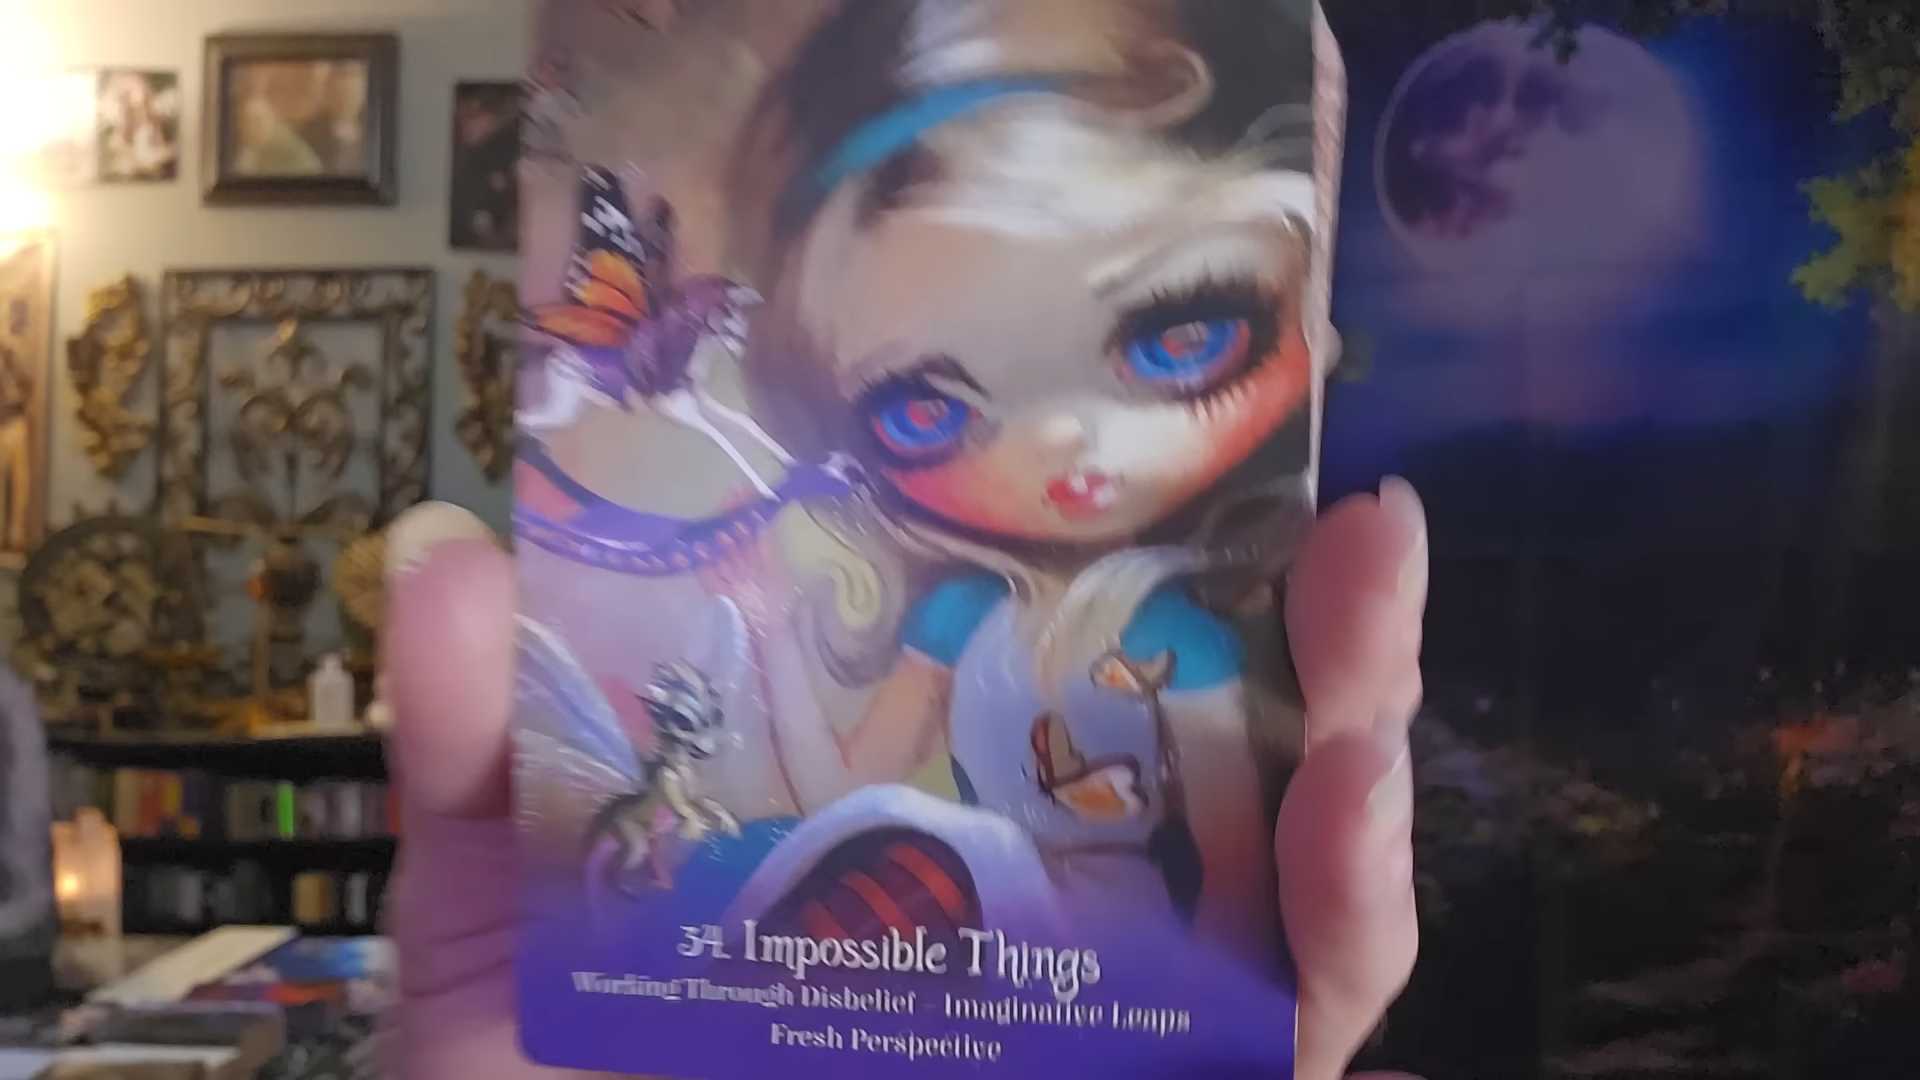 34 Impossible Things
Working Through Disbelief - Imaginative Leaps
Fresh Perspective